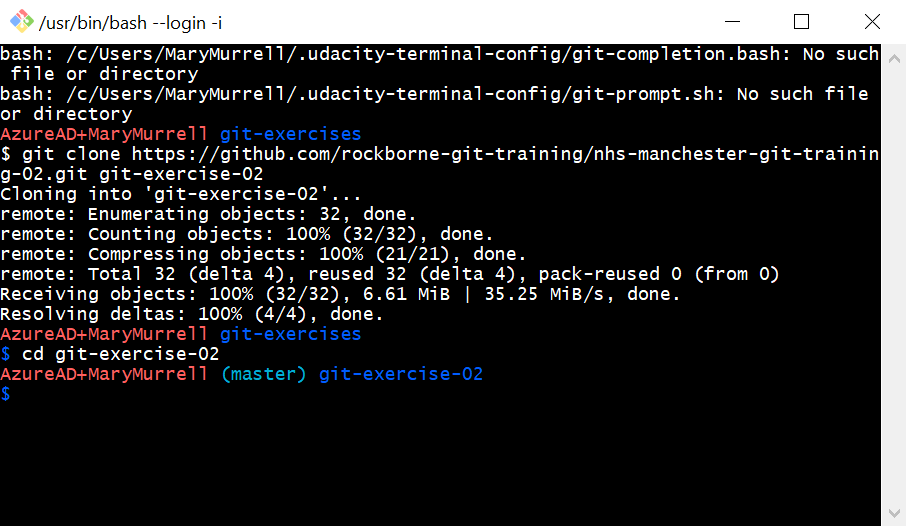 /usr/bin/bash --login -i
bash: /c/Users/MaryMurrell/.udacity-terminal-config/git-completion.bash: No such
 file or directory
bash: /c/Users/MaryMurrell/.udacity-terminal-config/git-prompt.sh: No such file
or directory
AzureAD+MaryMurrell git-exercises
$ git clone https://github.com/rockborne-git-training/nhs-manchester-git-trainin
g-02.git git-exercise-02
Cloning into 'git-exercise-02'...
remote: Enumerating objects: 32, done.
remote: Counting objects: 100% (32/32), done.
remote: Compressing objects: 100% (21/21), done.
remote: Total 32 (delta 4), reused 32 (delta 4), pack-reused 0 (from 0)
Receiving objects: 100% (32/32), 6.61 MiB | 35.25 MiB/s, done.
Resolving deltas: 100% (4/4), done.
AzureAD+MaryMurrell git-exercises
$ cd git-exercise-02
AzureAD+MaryMurrell (master) git-exercise-02
$